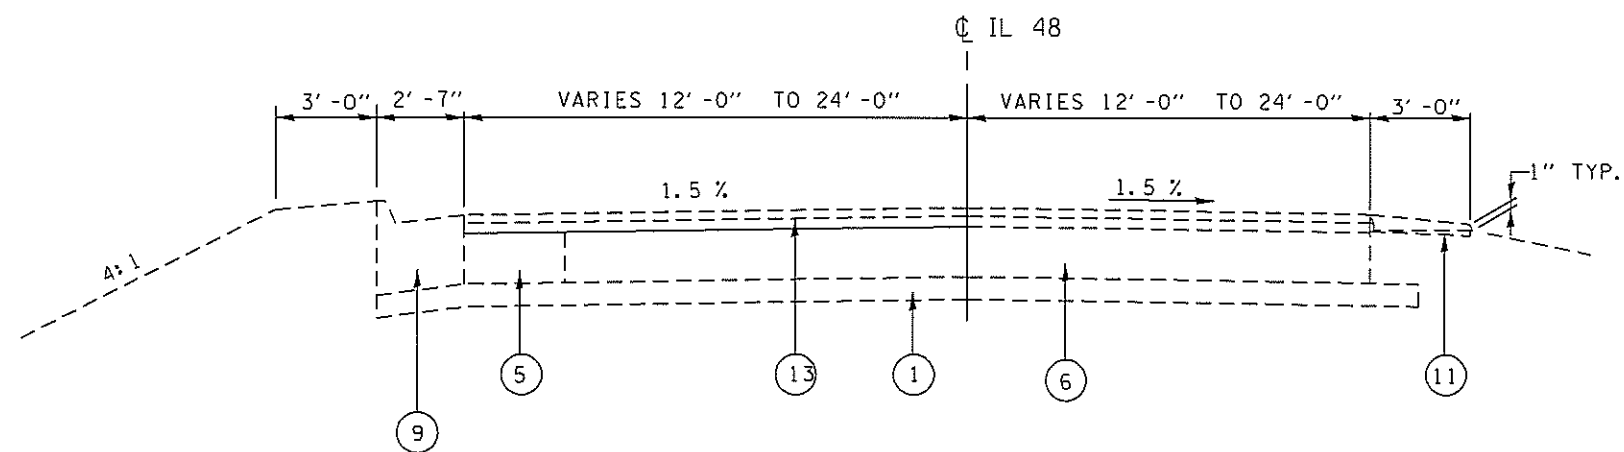 ℄ IL 48
3'-0" 2'-7" VARIES 12'-0" TO 24'-0" VARIES 12'-0" TO 24'-0" 3'-0"
1" TYP.
1.5 % 1.5 %
4:1
5 13 1 6 11
9